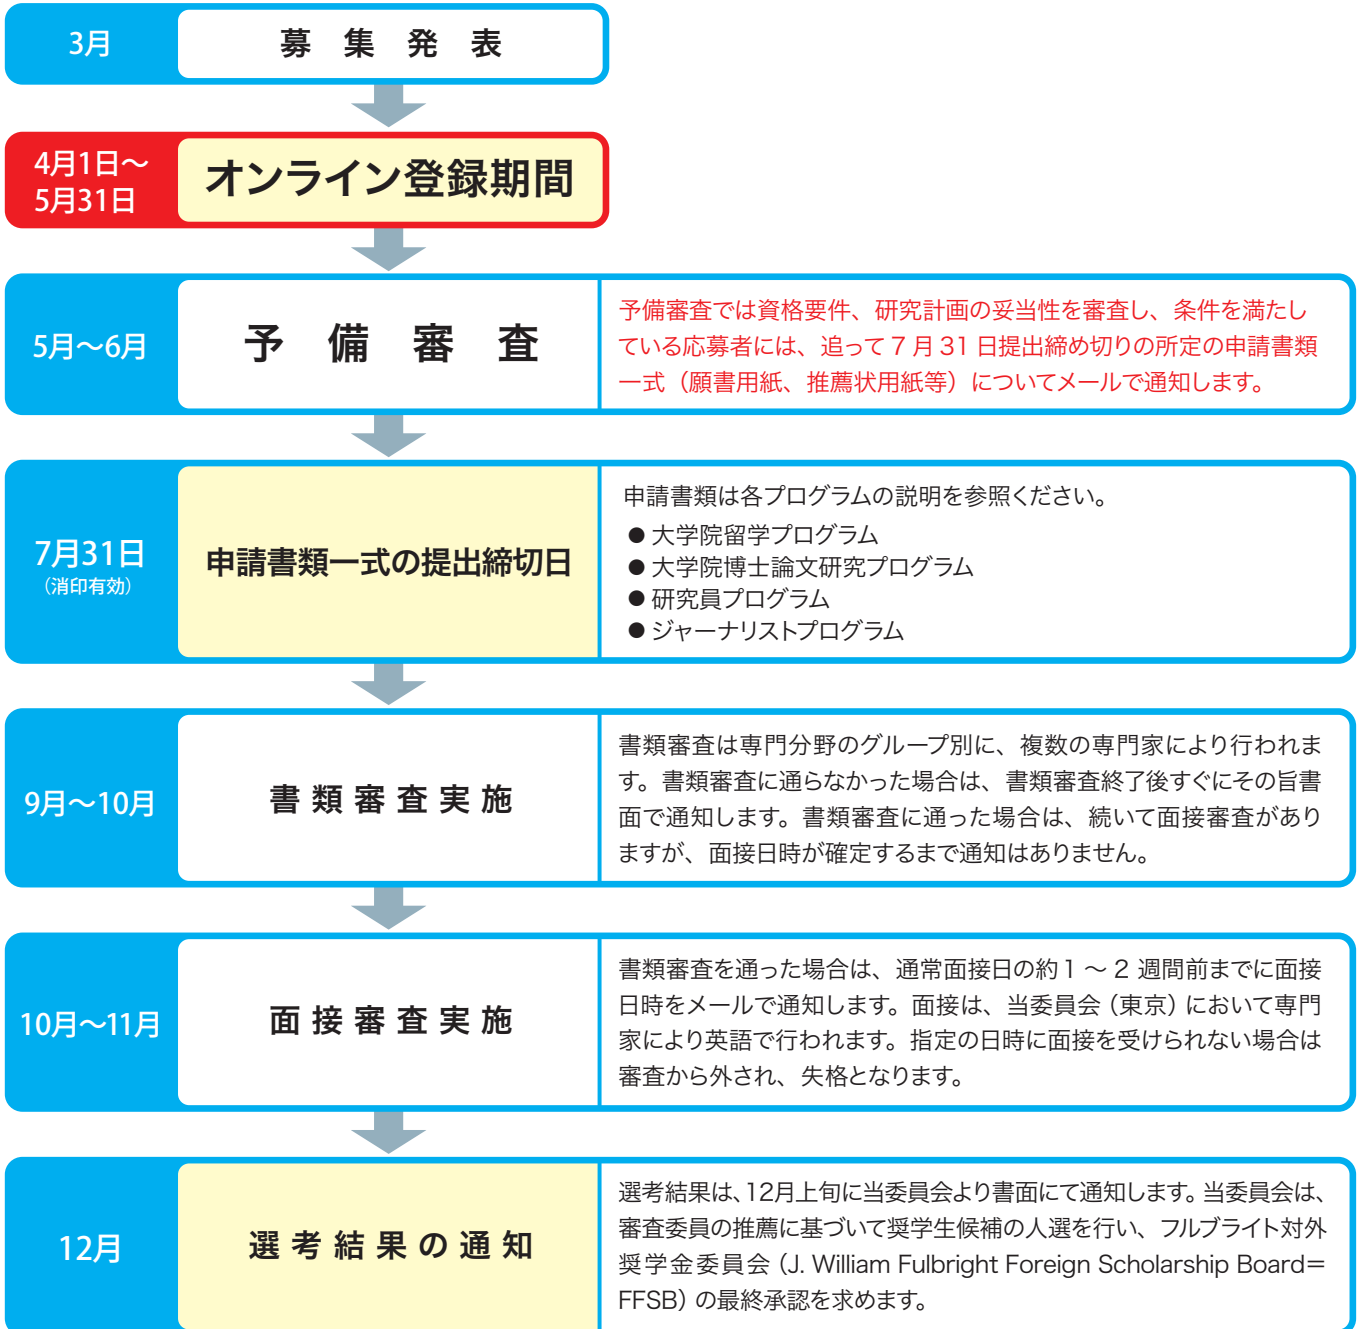 3月
募集発表
4月1日～
5月31日
オンライン登録期間
5月～6月
予備審査
予備審査では資格要件、研究計画の妥当性を審査し、条件を満たし
ている応募者には、追って7月31日提出締め切りの所定の申請書類
一式（願書用紙、推薦状用紙等）についてメールで通知します。
7月31日
（消印有効）
申請書類一式の提出締切日
申請書類は各プログラムの説明を参照ください。
●大学院留学プログラム
●大学院博士論文研究プログラム
●研究員プログラム
●ジャーナリストプログラム
9月～10月
書類審査実施
書類審査は専門分野のグループ別に、複数の専門家により行われま
す。書類審査に通らなかった場合は、書類審査終了後すぐにその旨書
面で通知します。書類審査に通った場合は、続いて面接審査があり
ますが、面接日時が確定するまで通知はありません。
10月～11月
面接審査実施
書類審査を通った場合は、通常面接日の約1～2週間前までに面接
日時をメールで通知します。面接は、当委員会（東京）において専門
家により英語で行われます。指定の日時に面接を受けられない場合は
審査から外され、失格となります。
12月
選考結果の通知
選考結果は、12月上旬に当委員会より書面にて通知します。当委員会は、
審査委員の推薦に基づいて奨学生候補の人選を行い、フルブライト対外
奨学金委員会（J. William Fulbright Foreign Scholarship Board＝
FFSB）の最終承認を求めます。